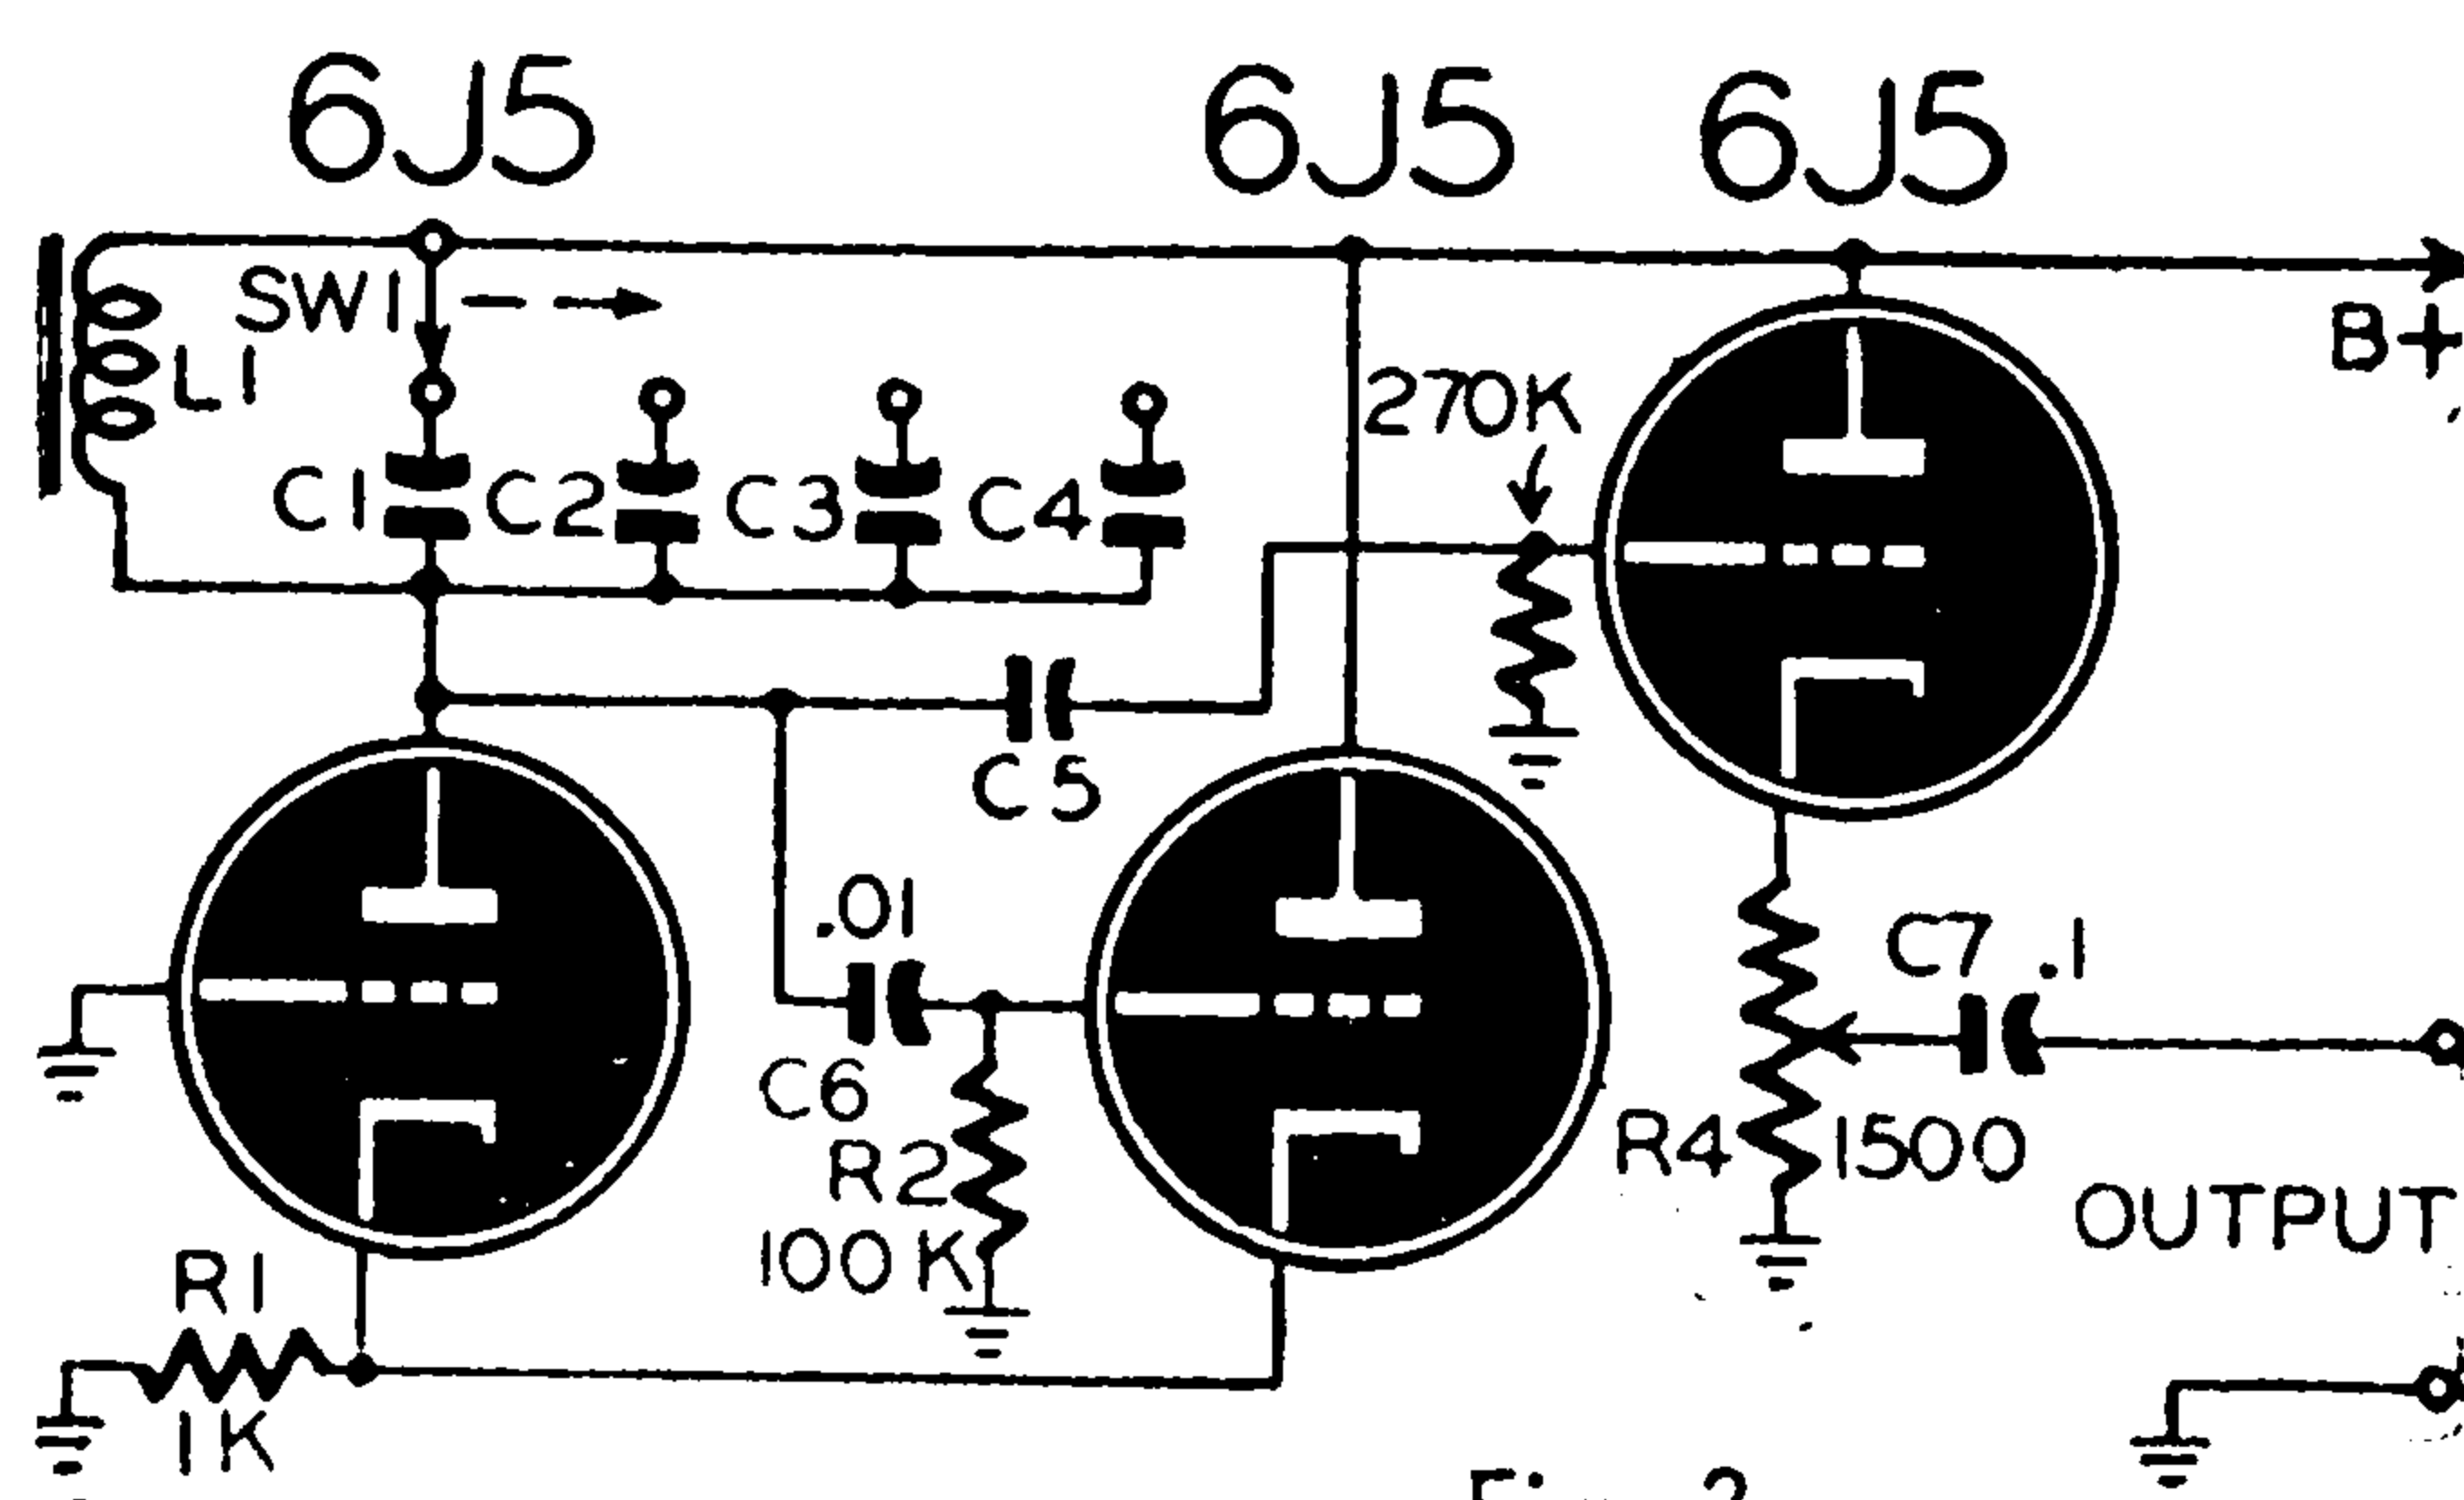 6J5 6J5 6J5
SW1
B+
L1
270K
C1 C2 C3 C4
C5
.01
C7 .1
C6
R2
100K
R4 1500
OUTPUT
R1
1K